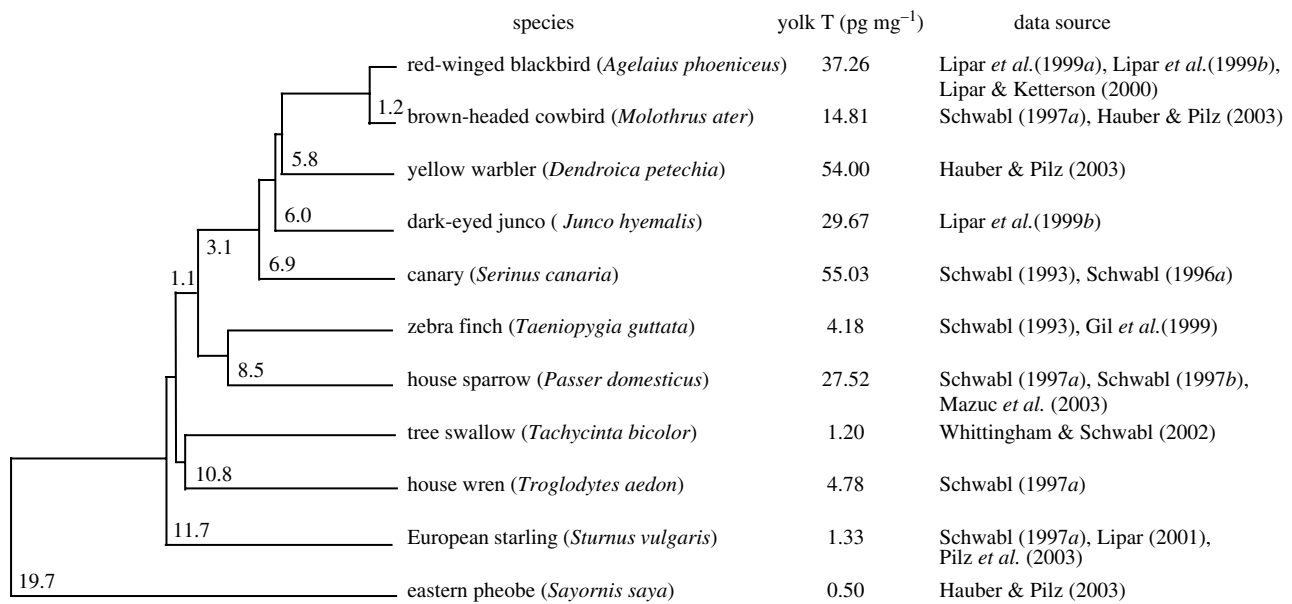 species yolk T (pg mg–1) data source
red-winged blackbird (Agelaius phoeniceus) 37.26 Lipar et al.(1999a), Lipar et al.(1999b),
Lipar & Ketterson (2000)
1.2 brown-headed cowbird (Molothrus ater) 14.81 Schwabl (1997a), Hauber & Pilz (2003)
5.8 yellow warbler (Dendroica petechia) 54.00 Hauber & Pilz (2003)
6.0 dark-eyed junco ( Junco hyemalis) 29.67 Lipar et al.(1999b)
3.1
6.9 canary (Serinus canaria) 55.03 Schwabl (1993), Schwabl (1996a)
1.1
zebra finch (Taeniopygia guttata) 4.18 Schwabl (1993), Gil et al.(1999)
8.5 house sparrow (Passer domesticus) 27.52 Schwabl (1997a), Schwabl (1997b),
Mazuc et al. (2003)
tree swallow (Tachycinta bicolor) 1.20 Whittingham & Schwabl (2002)
10.8 house wren (Troglodytes aedon) 4.78 Schwabl (1997a)
11.7 European starling (Sturnus vulgaris) 1.33 Schwabl (1997a), Lipar (2001),
Pilz et al. (2003)
19.7 eastern pheobe (Sayornis saya) 0.50 Hauber & Pilz (2003)